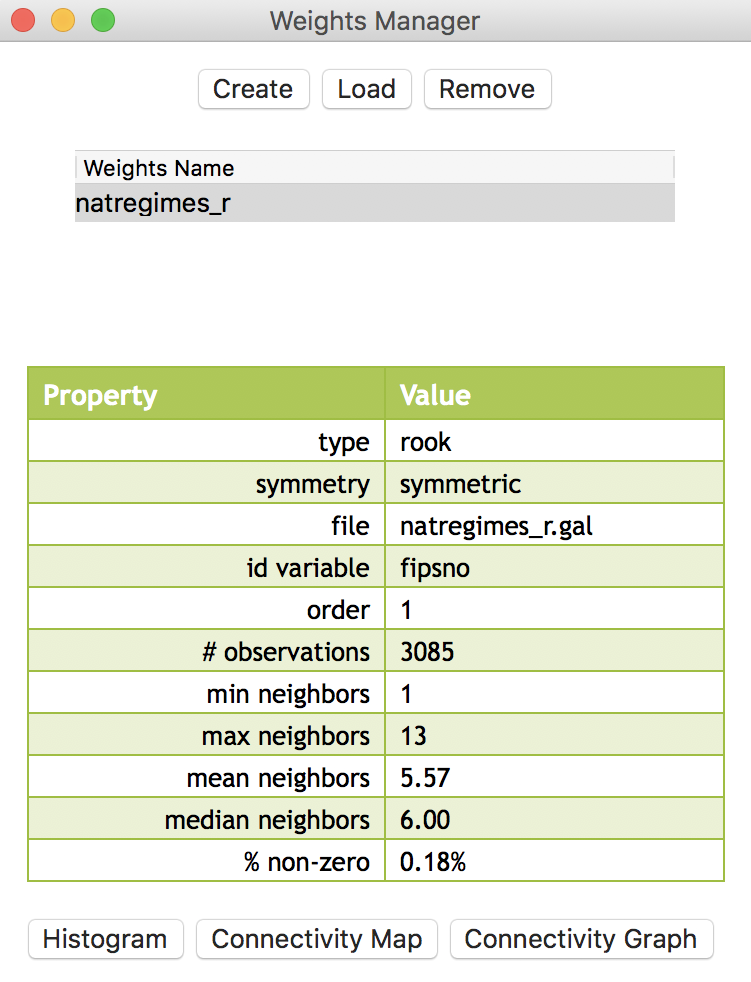 Weights Manager
Create Load Remove
Weights Name
natregimes_r
Property Value
type rook
symmetry symmetric
file natregimes_r.gal
id variable fipsno
order 1
# observations 3085
min neighbors 1
max neighbors 13
mean neighbors 5.57
median neighbors 6.00
% non-zero 0.18%
Histogram Connectivity Map Connectivity Graph